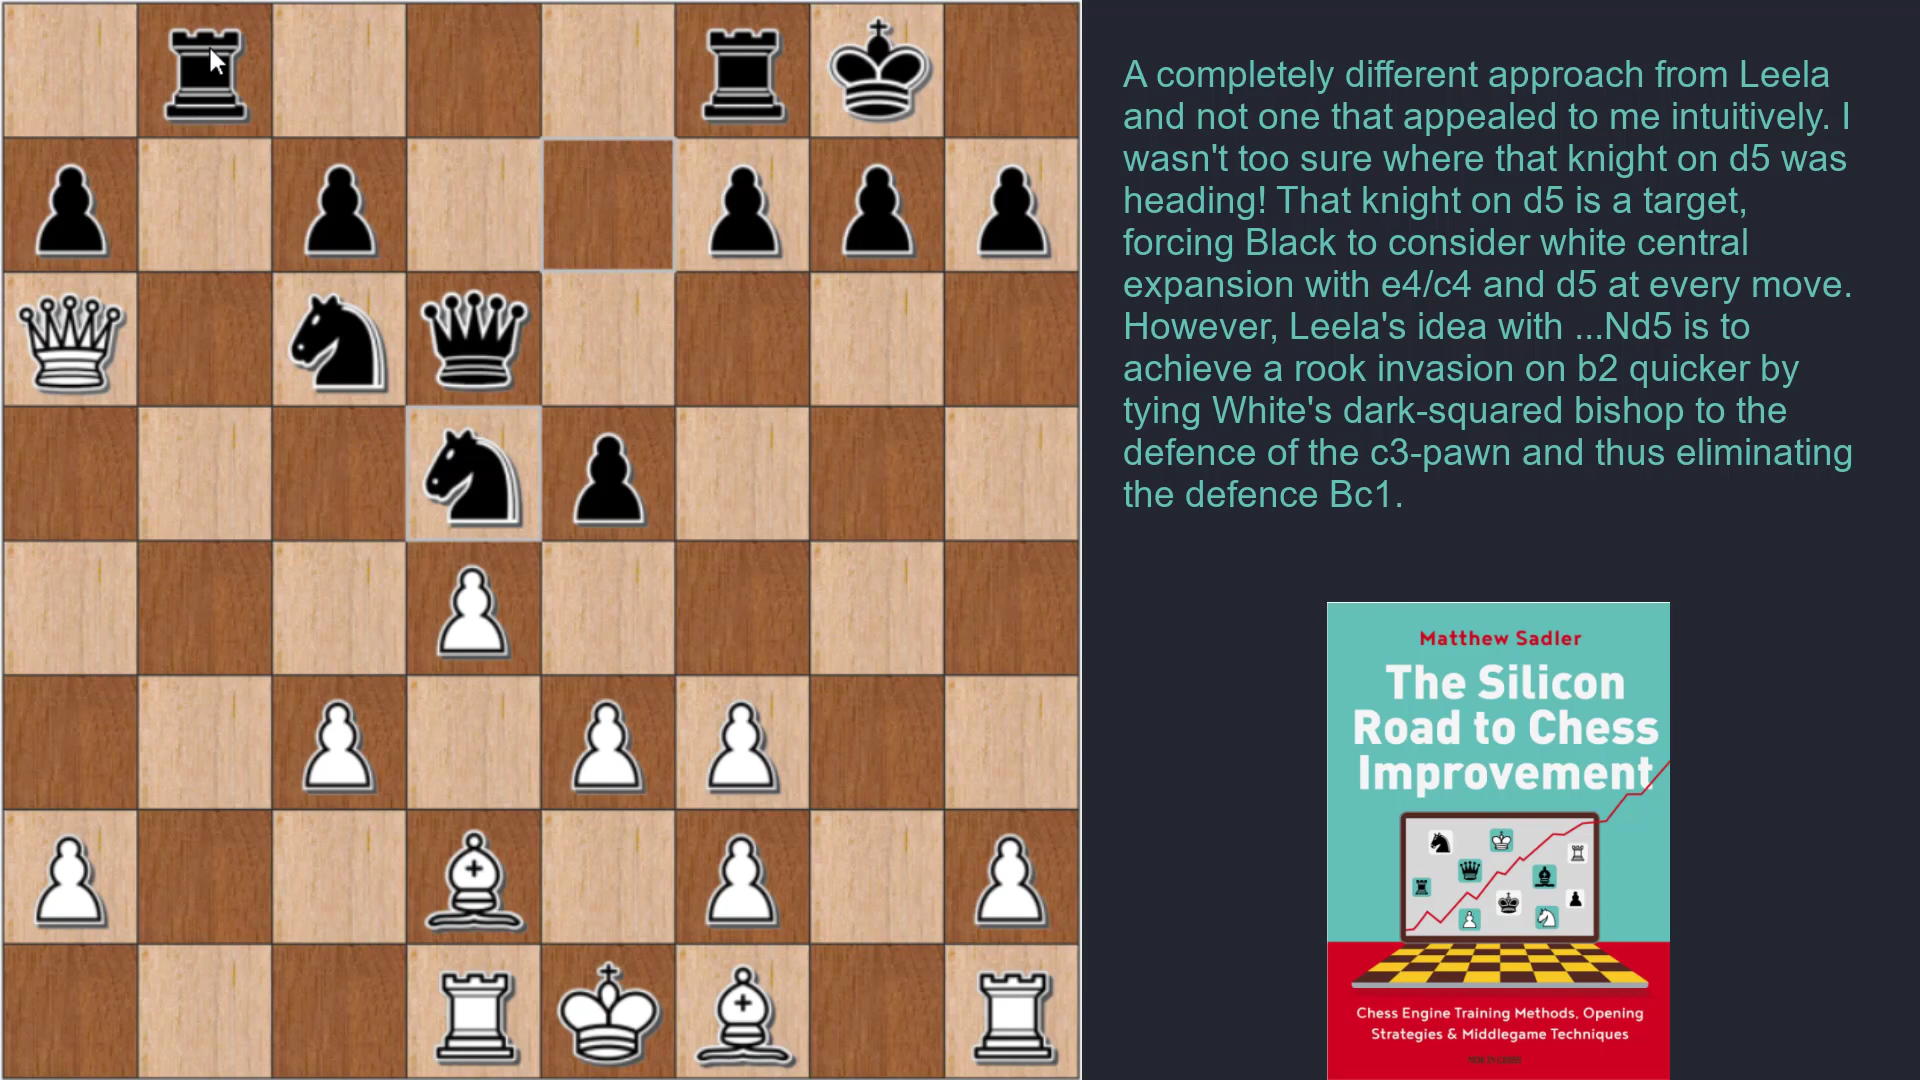 A completely different approach from Leela
and not one that appealed to me intuitively. I
wasn't too sure where that knight on d5 was
heading! That knight on d5 is a target,
forcing Black to consider white central
expansion with e4/c4 and d5 at every move.
However, Leela's idea with ...Nd5 is to
achieve a rook invasion on b2 quicker by
tying White's dark-squared bishop to the
defence of the c3-pawn and thus eliminating
the defence Bc1.
Matthew Sadler
The Silicon
Road to Chess
Improvement
Chess Engine Training Methods, Opening
Strategies & Middlegame Techniques
NEW IN CHESS